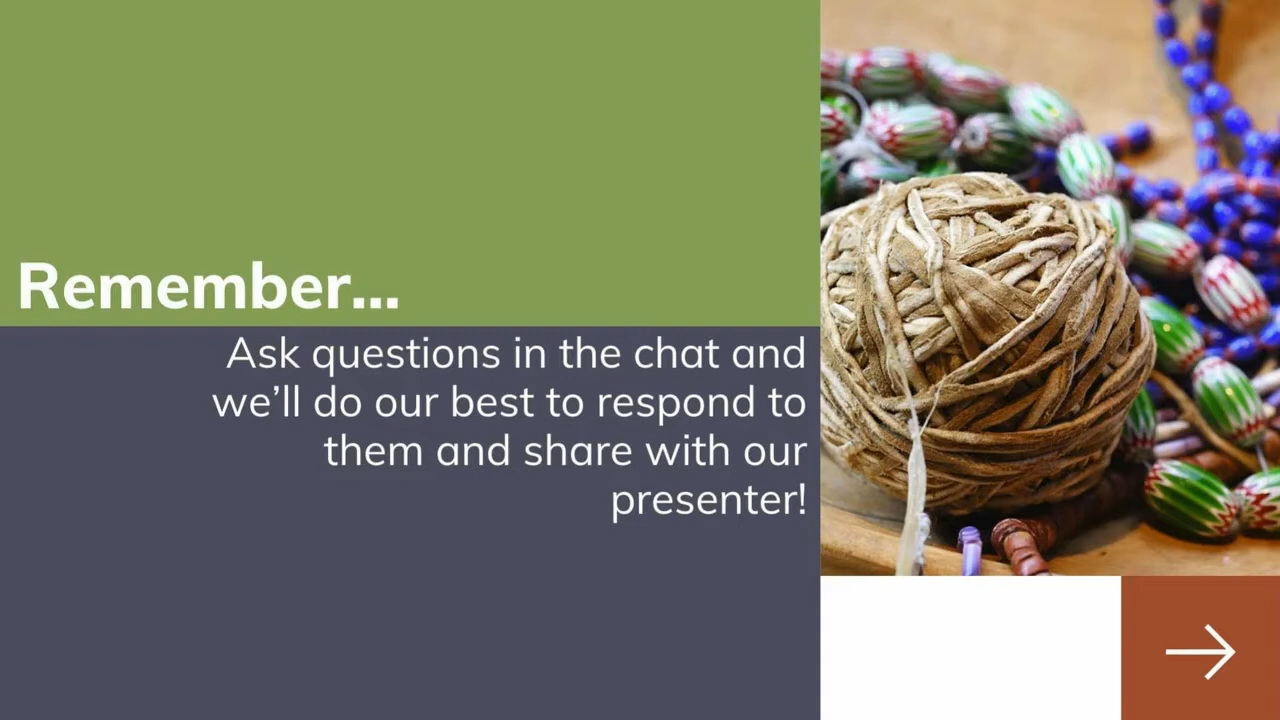 Remember...
Ask questions in the chat and
we’ll do our best to respond to
them and share with our
presenter!